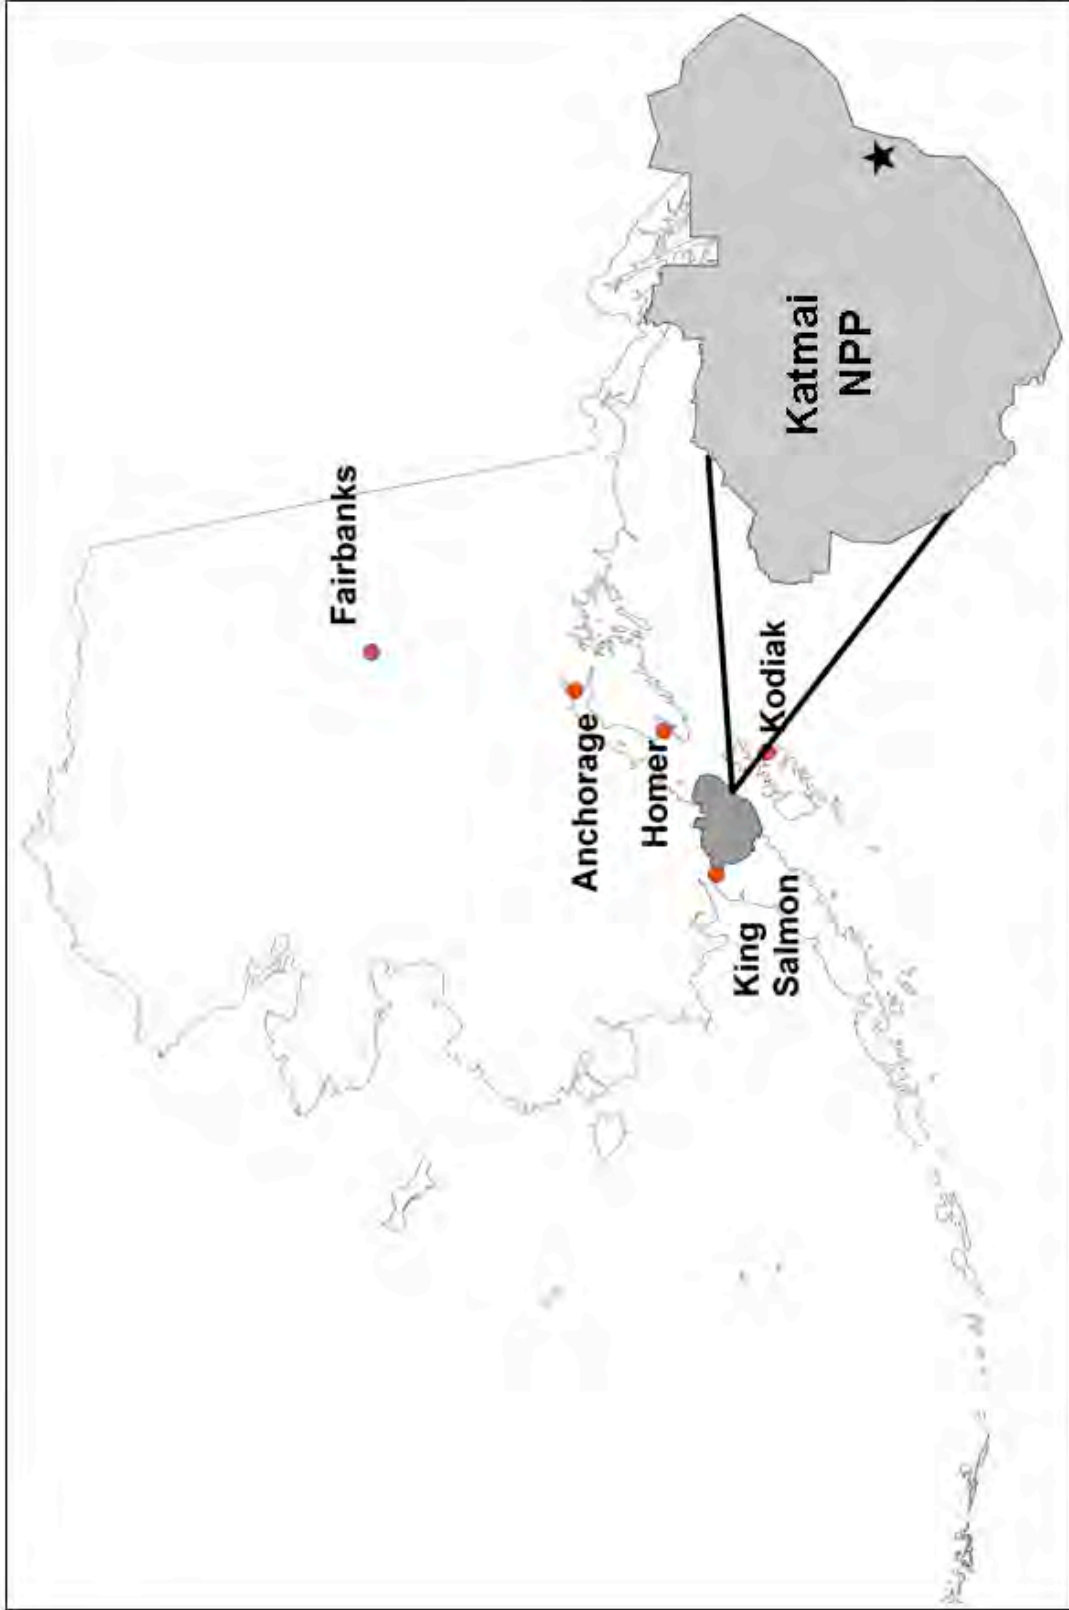 Fairbanks
Anchorage
Homer
Kodiak
King
Salmon
Katmai
NPP